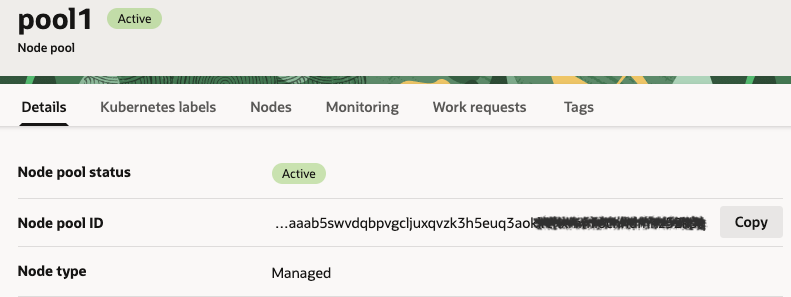 pool1 Active
Node pool
Details Kubernetes labels Nodes Monitoring Work requests Tags
Node pool status Active
Node pool ID ...aaab5swvdqbpvgcljuxqvzk3h5euq3aok Copy
Node type Managed